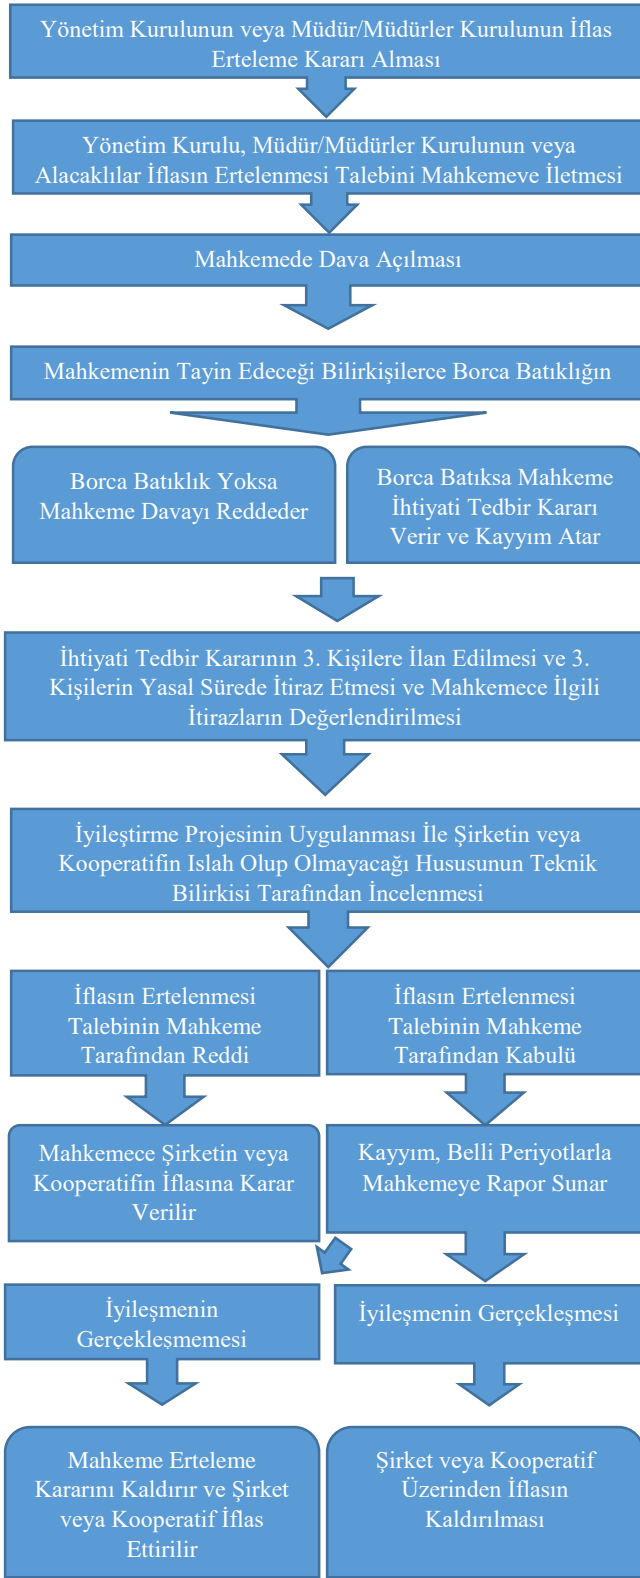 Yönetim Kurulunun veya Müdür/Müdürler Kurulunun İflas
Erteleme Kararı Alması
Yönetim Kurulu, Müdür/Müdürler Kurulunun veya
Alacaklılar İflasın Ertelenmesi Talebini Mahkemeve İletmesi
Mahkemede Dava Açılması
Mahkemenin Tayin Edeceği Bilirkişilerce Borca Batıklığın
Borca Batıklık Yoksa
Mahkeme Davayı Reddeder
Borca Batıksa Mahkeme
İhtiyati Tedbir Kararı
Verir ve Kayyım Atar
İhtiyati Tedbir Kararının 3. Kişilere İlan Edilmesi ve 3.
Kişilerin Yasal Sürede İtiraz Etmesi ve Mahkemece İlgili
İtirazların Değerlendirilmesi
İyileştirme Projesinin Uygulanması İle Şirketin veya
Kooperatifin Islah Olup Olmayacağı Hususunun Teknik
Bilirkisi Tarafından İncelenmesi
İflasın Ertelenmesi
Talebinin Mahkeme
Tarafından Reddi
İflasın Ertelenmesi
Talebinin Mahkeme
Tarafından Kabulü
Mahkemece Şirketin veya
Kooperatifin İflasına Karar
Verilir
Kayyım, Belli Periyotlarla
Mahkemeye Rapor Sunar
İyileşmenin
Gerçekleşmemesi
İyileşmenin Gerçekleşmesi
Mahkeme Erteleme
Kararını Kaldırır ve Şirket
veya Kooperatif İflas
Ettirilir
Şirket veya Kooperatif
Üzerinden İflasın
Kaldırılması